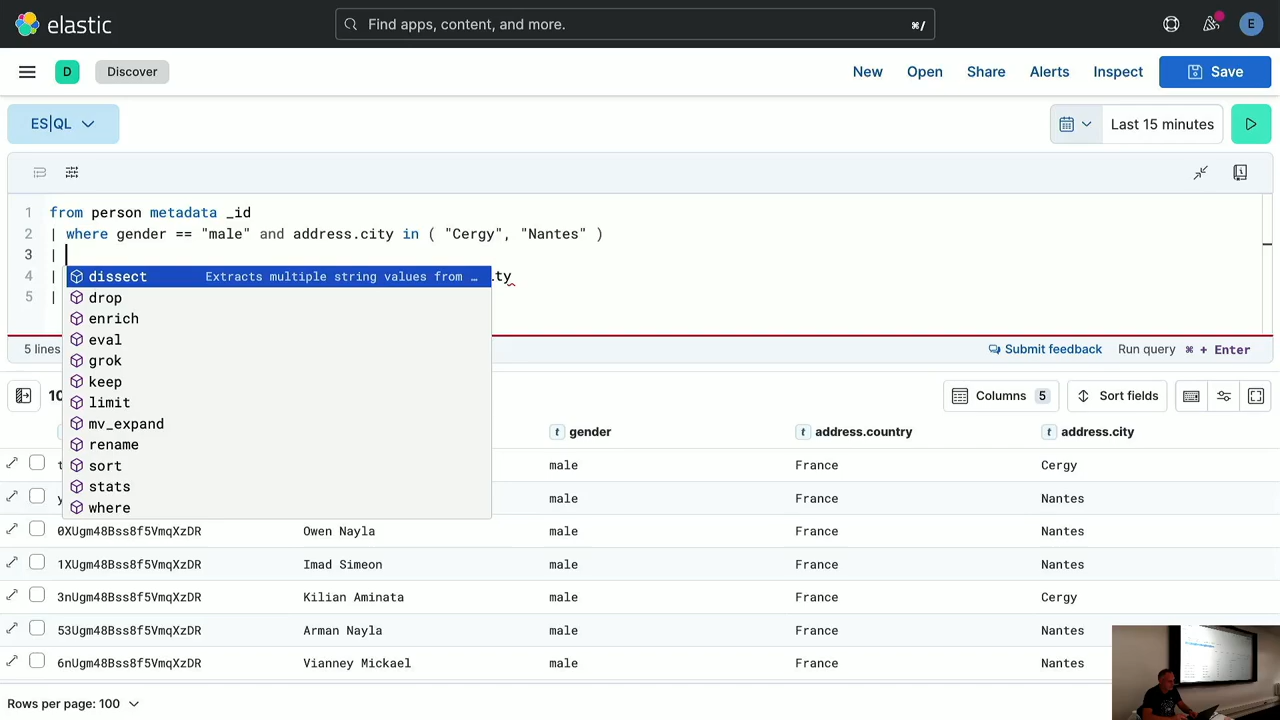 elastic
Find apps, content, and more.
⌘/
E
D
Discover
New
Open
Share
Alerts
Inspect
Save
ES|QL
Last 15 minutes
1 from person metadata _id
2 | where gender == "male" and address.city in ( "Cergy", "Nantes" )
3 |
4 | ty
5 |
dissect Extracts multiple string values from …
drop
enrich
eval
grok
keep
limit
mv_expand
rename
sort
stats
where
5 lines
Submit feedback
Run query ⌘ + Enter
10
Columns 5
Sort fields
t gender
t address.country
t address.city
male France Cergy
male France Nantes
0XUgm48Bss8f5VmqXzDR Owen Nayla male France Nantes
1XUgm48Bss8f5VmqXzDR Imad Simeon male France Nantes
3nUgm48Bss8f5VmqXzDR Kilian Aminata male France Cergy
53Ugm48Bss8f5VmqXzDR Arman Nayla male France Nantes
6nUgm48Bss8f5VmqXzDR Vianney Mickael male France Nantes
Rows per page: 100